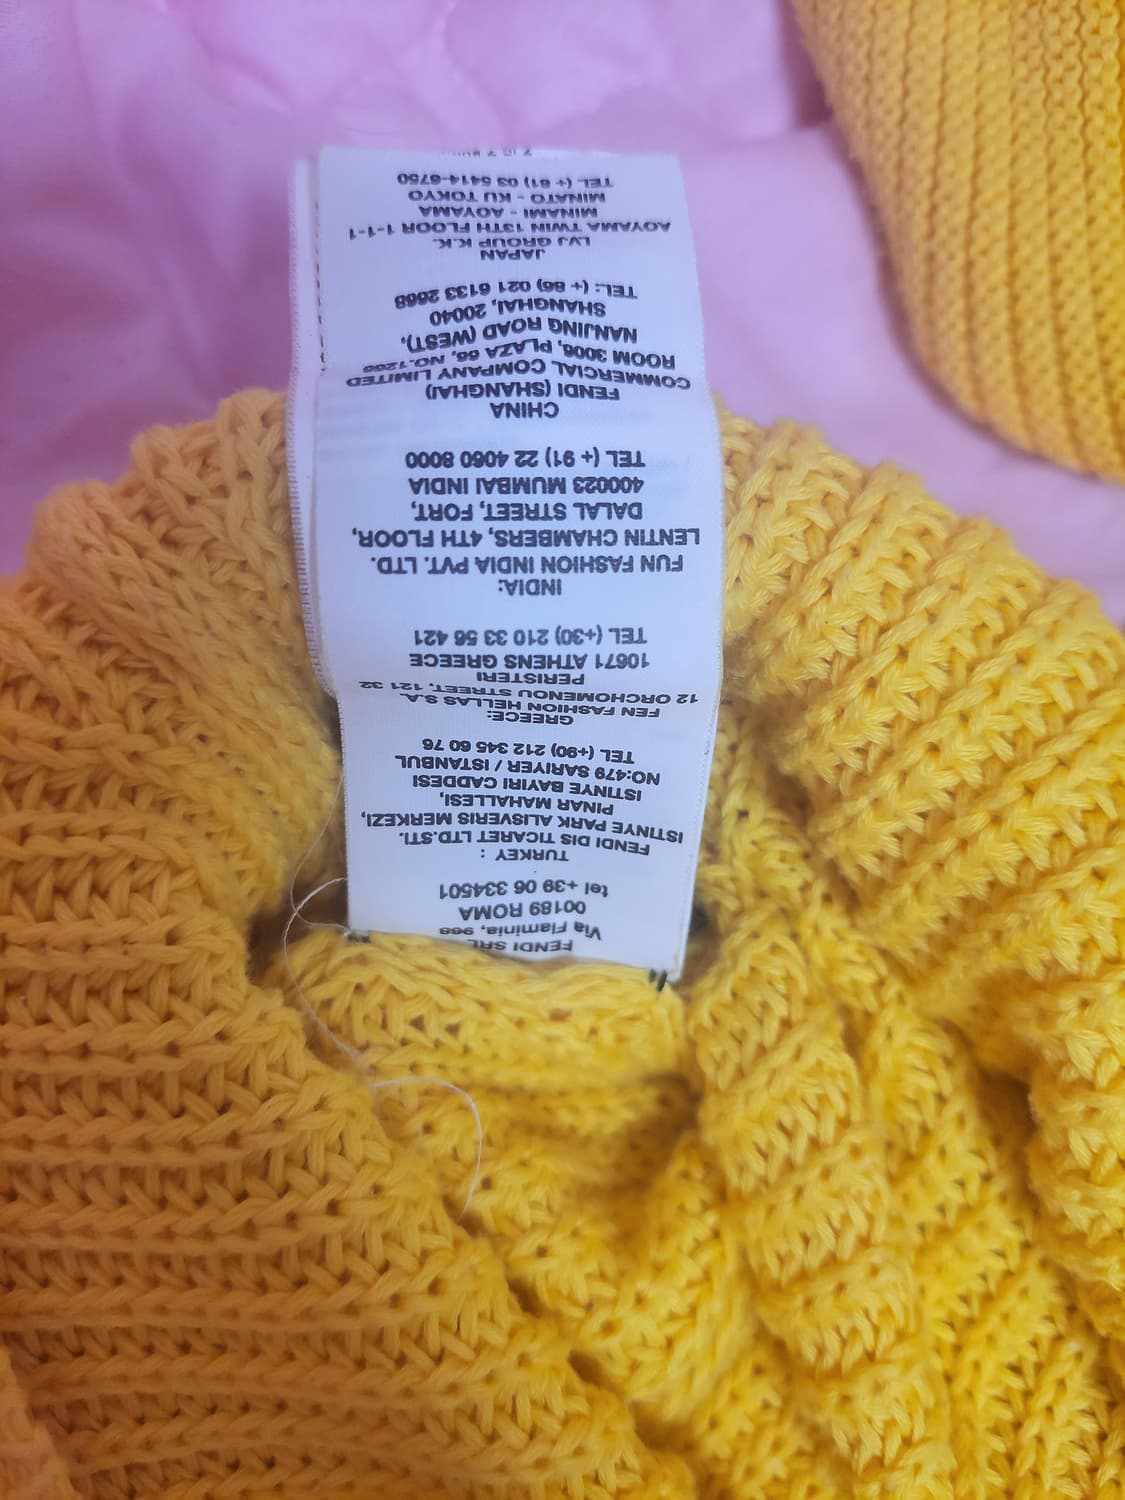 FENDI SRL
Via Flaminia, 968
00189 ROMA
tel +39 06 334501
TURKEY :
FENDI DIS TICARET LTD.STI.
ISTINYE PARK ALISVERIS MERKEZI,
PINAR MAHALLESI,
ISTINYE BAYIRI CADDESI
NO:479 SARIYER / ISTANBUL
TEL (+90) 212 345 60 76
GREECE:
FEN FASHION HELLAS S.A.
12 ORCHOMENOU STREET, 121 32
PERISTERI
10671 ATHENS GREECE
TEL (+30) 210 33 56 421
INDIA:
FUN FASHION INDIA PVT. LTD.
LENTIN CHAMBERS, 4TH FLOOR,
DALAL STREET, FORT,
400023 MUMBAI INDIA
TEL (+ 91) 22 4060 8000
CHINA
FENDI (SHANGHAI)
COMMERCIAL COMPANY LIMITED
ROOM 3006, PLAZA 66, NO.1266
NANJING ROAD (WEST),
SHANGHAI, 20040
TEL.: (+ 86) 021 6133 2668
JAPAN
LVJ GROUP K.K.
AOYAMA TWIN 13TH FLOOR 1-1-1
MINAMI - AOYAMA
MINATO - KU TOKYO
TEL (+ 81) 03 5414-6750